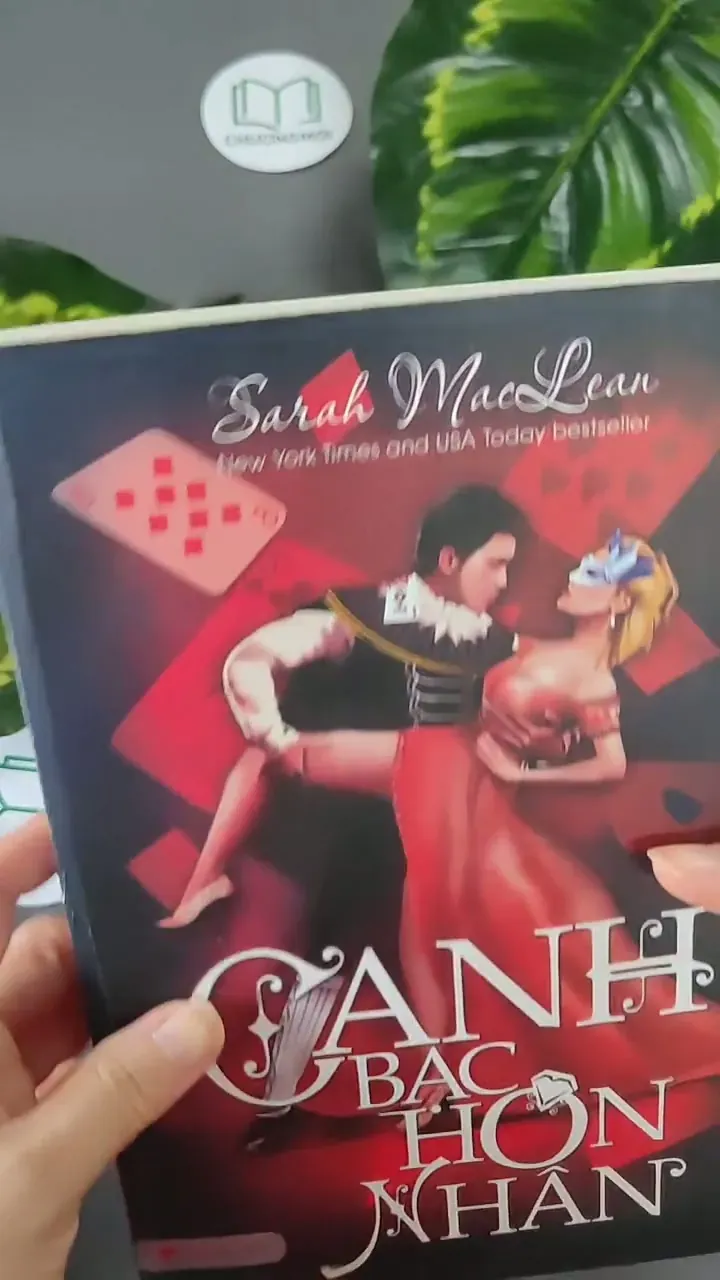 Sarah MacLean
New York Times and USA Today bestseller
CANH
BẠC
HÔN
NHÂN